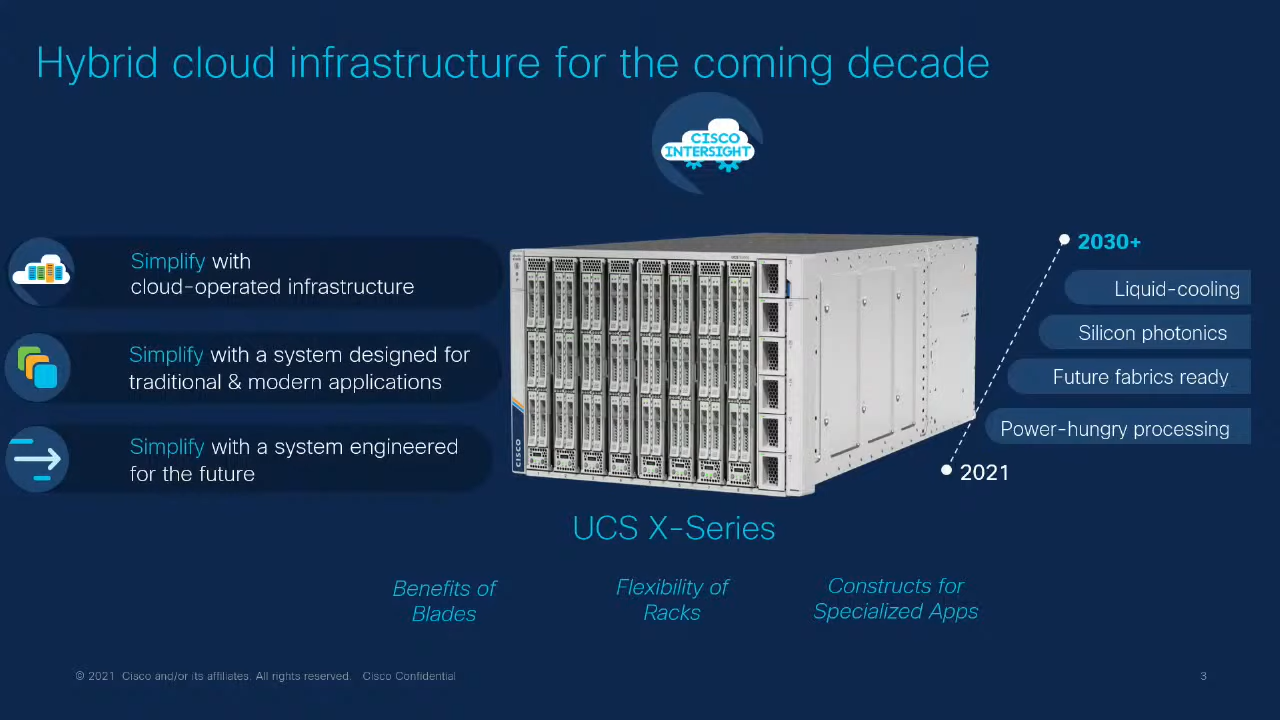 Hybrid cloud infrastructure for the coming decade
CISCO
INTERSIGHT
Simplify with
cloud-operated infrastructure
Simplify with a system designed for
traditional & modern applications
Simplify with a system engineered
for the future
CISCO
2030+
Liquid-cooling
Silicon photonics
Future fabrics ready
Power-hungry processing
2021
UCS X-Series
Benefits of
Blades
Flexibility of
Racks
Constructs for
Specialized Apps
© 2021 Cisco and/or its affiliates. All rights reserved. Cisco Confidential
3